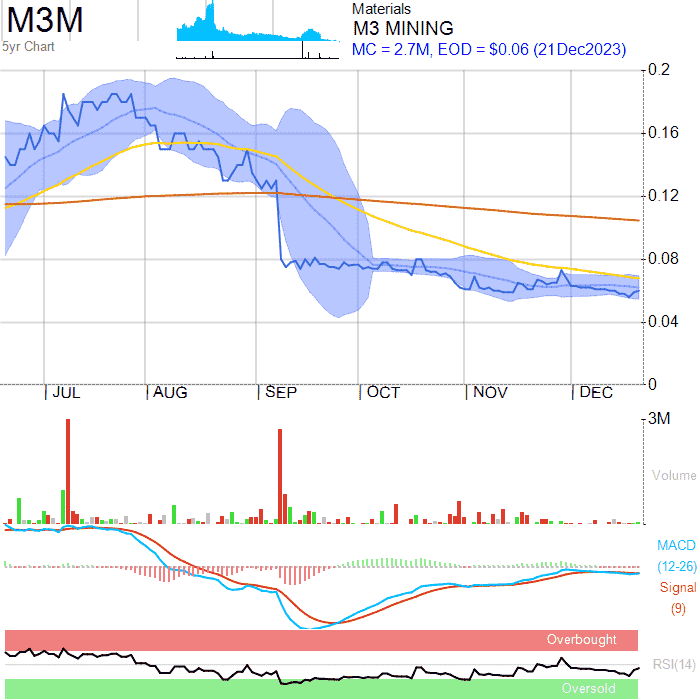 M3M
5yr Chart
Materials
M3 MINING
MC = 2.7M, EOD = $0.06 (21Dec2023)
0.2
0.16
0.12
0.08
0.04
0
JUL AUG SEP OCT NOV DEC
3M
Volume
MACD
(12-26)
Signal
(9)
Overbought
RSI(14)
Oversold